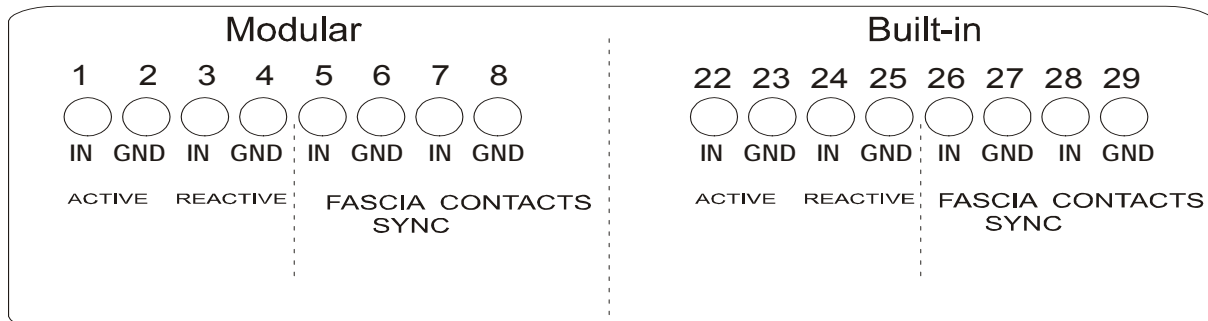 Modular
1 2 3 4 5 6 7 8
IN GND IN GND IN GND IN GND
ACTIVE REACTIVE FASCIA CONTACTS
SYNC
Built-in
22 23 24 25 26 27 28 29
IN GND IN GND IN GND IN GND
ACTIVE REACTIVE FASCIA CONTACTS
SYNC